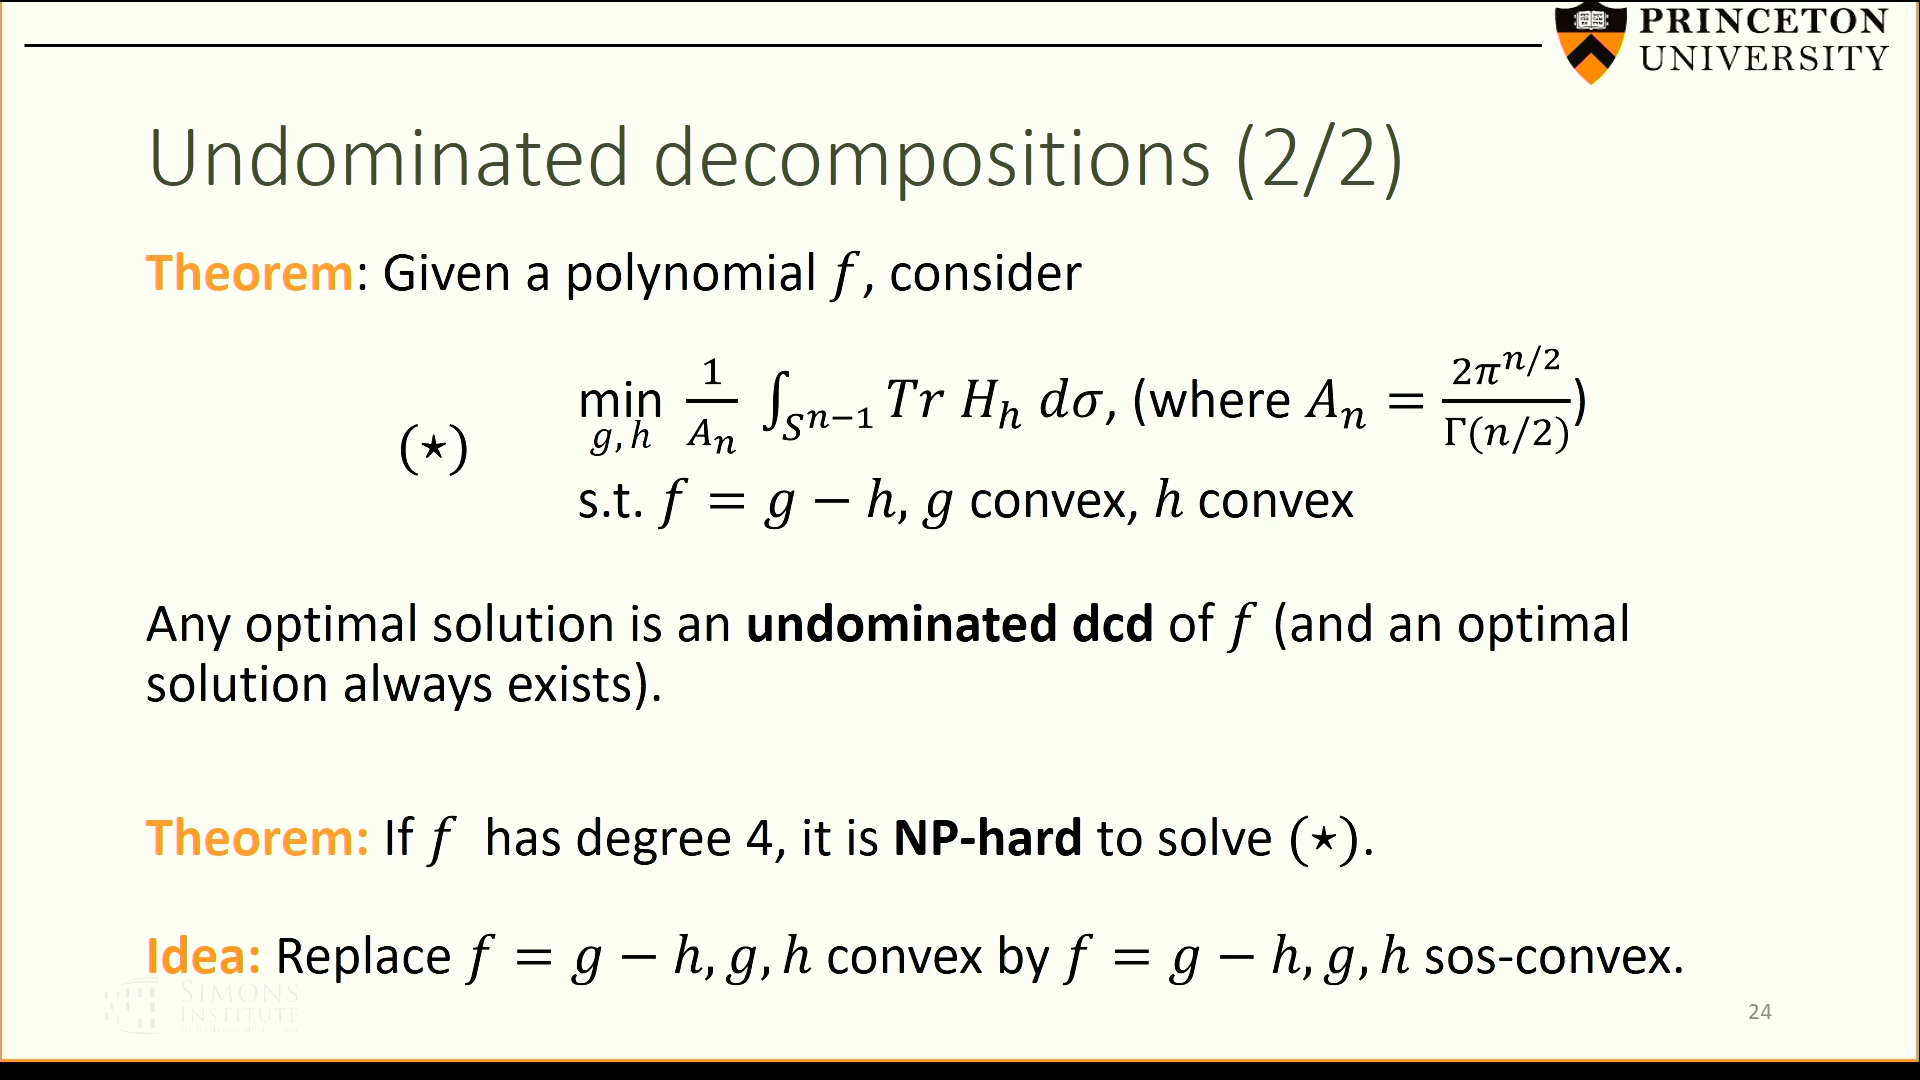 PRINCETON
UNIVERSITY
Undominated decompositions (2/2)
Theorem: Given a polynomial f, consider
(⋆)
min_{g,h} 1/A_n ∫_{S^{n−1}} Tr H_h dσ, (where A_n = 2π^{n/2}/Γ(n/2))
s.t. f = g − h, g convex, h convex
Any optimal solution is an undominated dcd of f (and an optimal
solution always exists).
Theorem: If f has degree 4, it is NP-hard to solve (⋆).
Idea: Replace f = g − h, g, h convex by f = g − h, g, h sos-convex.
SIMONS
INSTITUTE
24